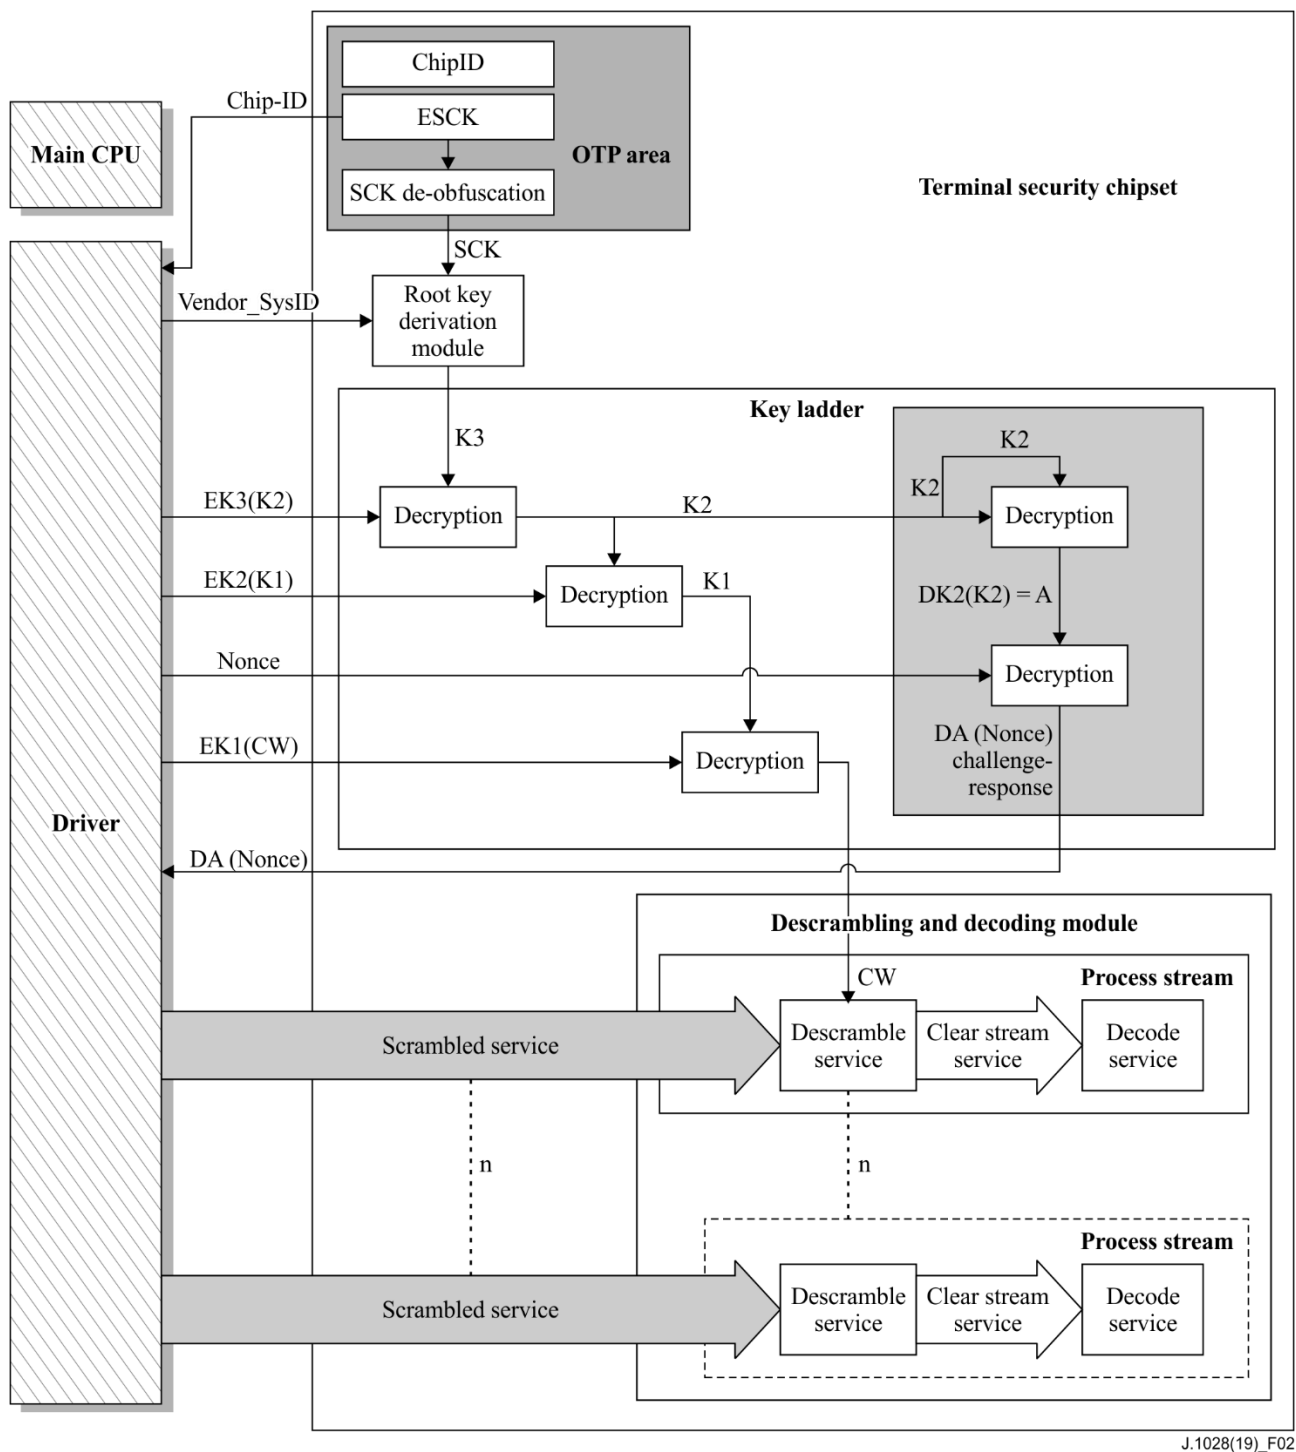 ChipID
Chip-ID
ESCK
Main CPU
OTP area
SCK de-obfuscation
Terminal security chipset
SCK
Vendor_SysID
Root key
derivation
module
Key ladder
K3
K2
EK3(K2)
Decryption
K2
K2
Decryption
EK2(K1)
Decryption
K1
DK2(K2) = A
Nonce
Decryption
EK1(CW)
Decryption
DA (Nonce)
challenge-
response
Driver
DA (Nonce)
Descrambling and decoding module
CW
Process stream
Scrambled service
Descramble
service
Clear stream
service
Decode
service
n
n
Process stream
Scrambled service
Descramble
service
Clear stream
service
Decode
service
J.1028(19)_F02